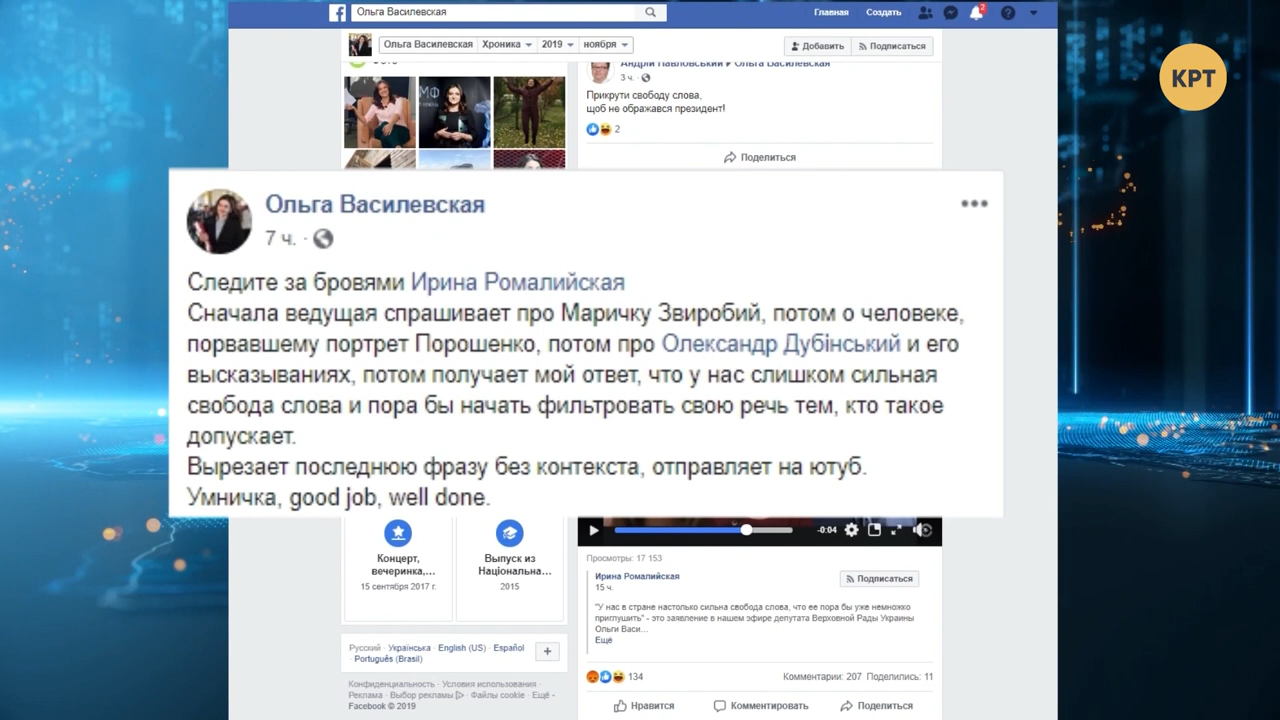 Ольга Василевская
Главная
Создать
2
КРТ
Ольга Василевская
Хроника
2019
ноября
Добавить
Подписаться
Ольга Василевская
3 ч.
Прикрути свободу слова,
щоб не ображався президент!
2
Поделиться
Ольга Василевская
7 ч.
Следите за бровями Ирина Ромалийская
Сначала ведущая спрашивает про Маричку Звиробий, потом о человеке,
порвавшему портрет Порошенко, потом про Олександр Дубінський и его
высказываниях, потом получает мой ответ, что у нас слишком сильная
свобода слова и пора бы начать фильтровать свою речь тем, кто такое
допускает.
Вырезает последнюю фразу без контекста, отправляет на ютуб.
Умничка, good job, well done.
Концерт,
вечеринка,...
15 сентября 2017 г.
Выпуск из
Національна...
2015
Русский · Українська · English (US) · Español
· Português (Brasil)
Конфиденциальность · Условия использования ·
Реклама · Выбор рекламы · Файлы cookie · Ещё
Facebook © 2019
-0:04
Просмотры: 17 153
Ирина Ромалийская
15 ч.
Подписаться
"У нас в стране настолько сильна свобода слова, что ее пора бы уже немножко
приглушить" - это заявление в нашем эфире депутата Верховной Рады Украины
Ольги Васи...
Ещё
134
Комментарии: 207 Поделились: 11
Нравится
Комментировать
Поделиться